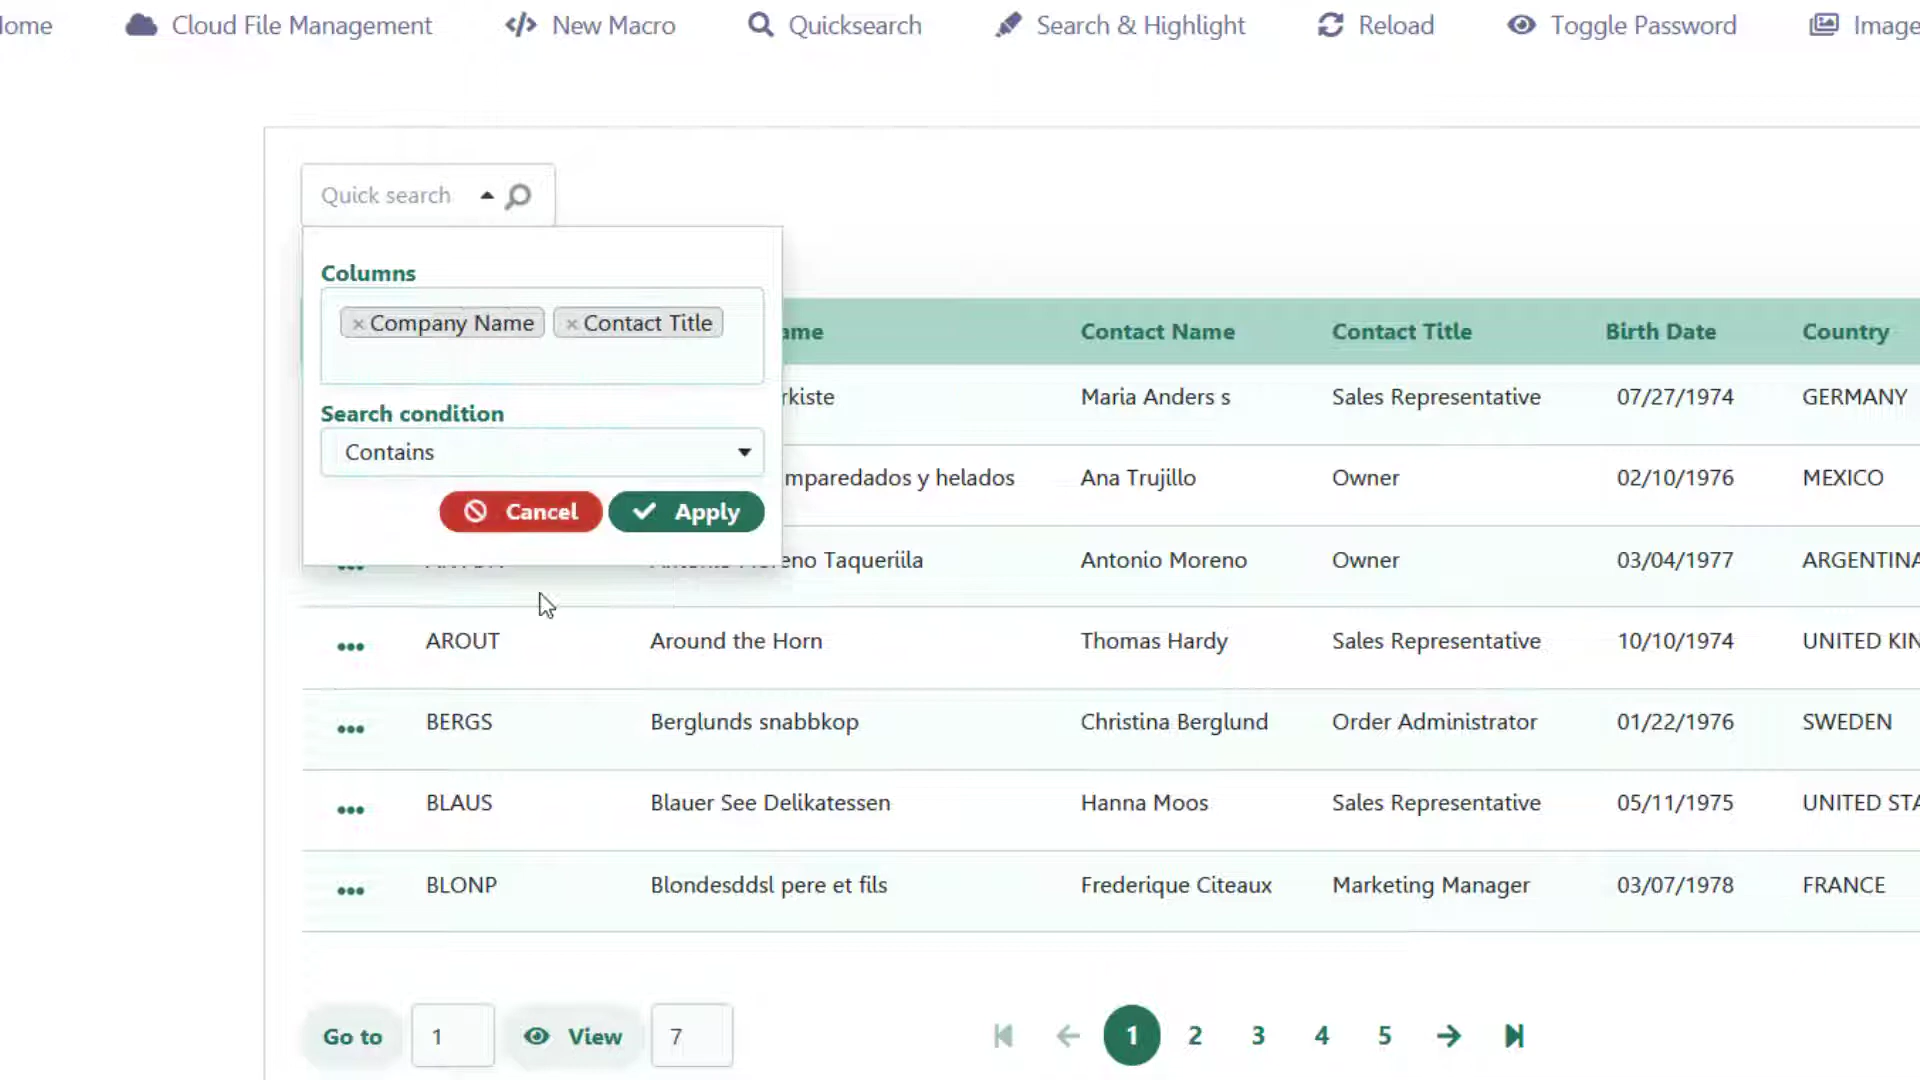 Home Cloud File Management New Macro Quicksearch Search & Highlight Reload Toggle Password Image
Quick search
Columns
× Company Name × Contact Title
Search condition
Contains
Cancel Apply
ame Contact Name Contact Title Birth Date Country
rkiste Maria Anders s Sales Representative 07/27/1974 GERMANY
mparedados y helados Ana Trujillo Owner 02/10/1976 MEXICO
eno Taqueriila Antonio Moreno Owner 03/04/1977 ARGENTINA
AROUT Around the Horn Thomas Hardy Sales Representative 10/10/1974 UNITED KIN
BERGS Berglunds snabbkop Christina Berglund Order Administrator 01/22/1976 SWEDEN
BLAUS Blauer See Delikatessen Hanna Moos Sales Representative 05/11/1975 UNITED STA
BLONP Blondesddsl pere et fils Frederique Citeaux Marketing Manager 03/07/1978 FRANCE
Go to 1 View 7 1 2 3 4 5